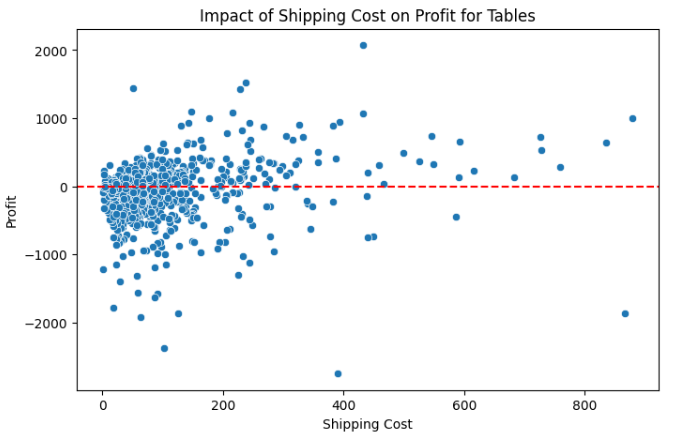 Impact of Shipping Cost on Profit for Tables
2000
1000
0
−1000
−2000
Profit
0 200 400 600 800
Shipping Cost